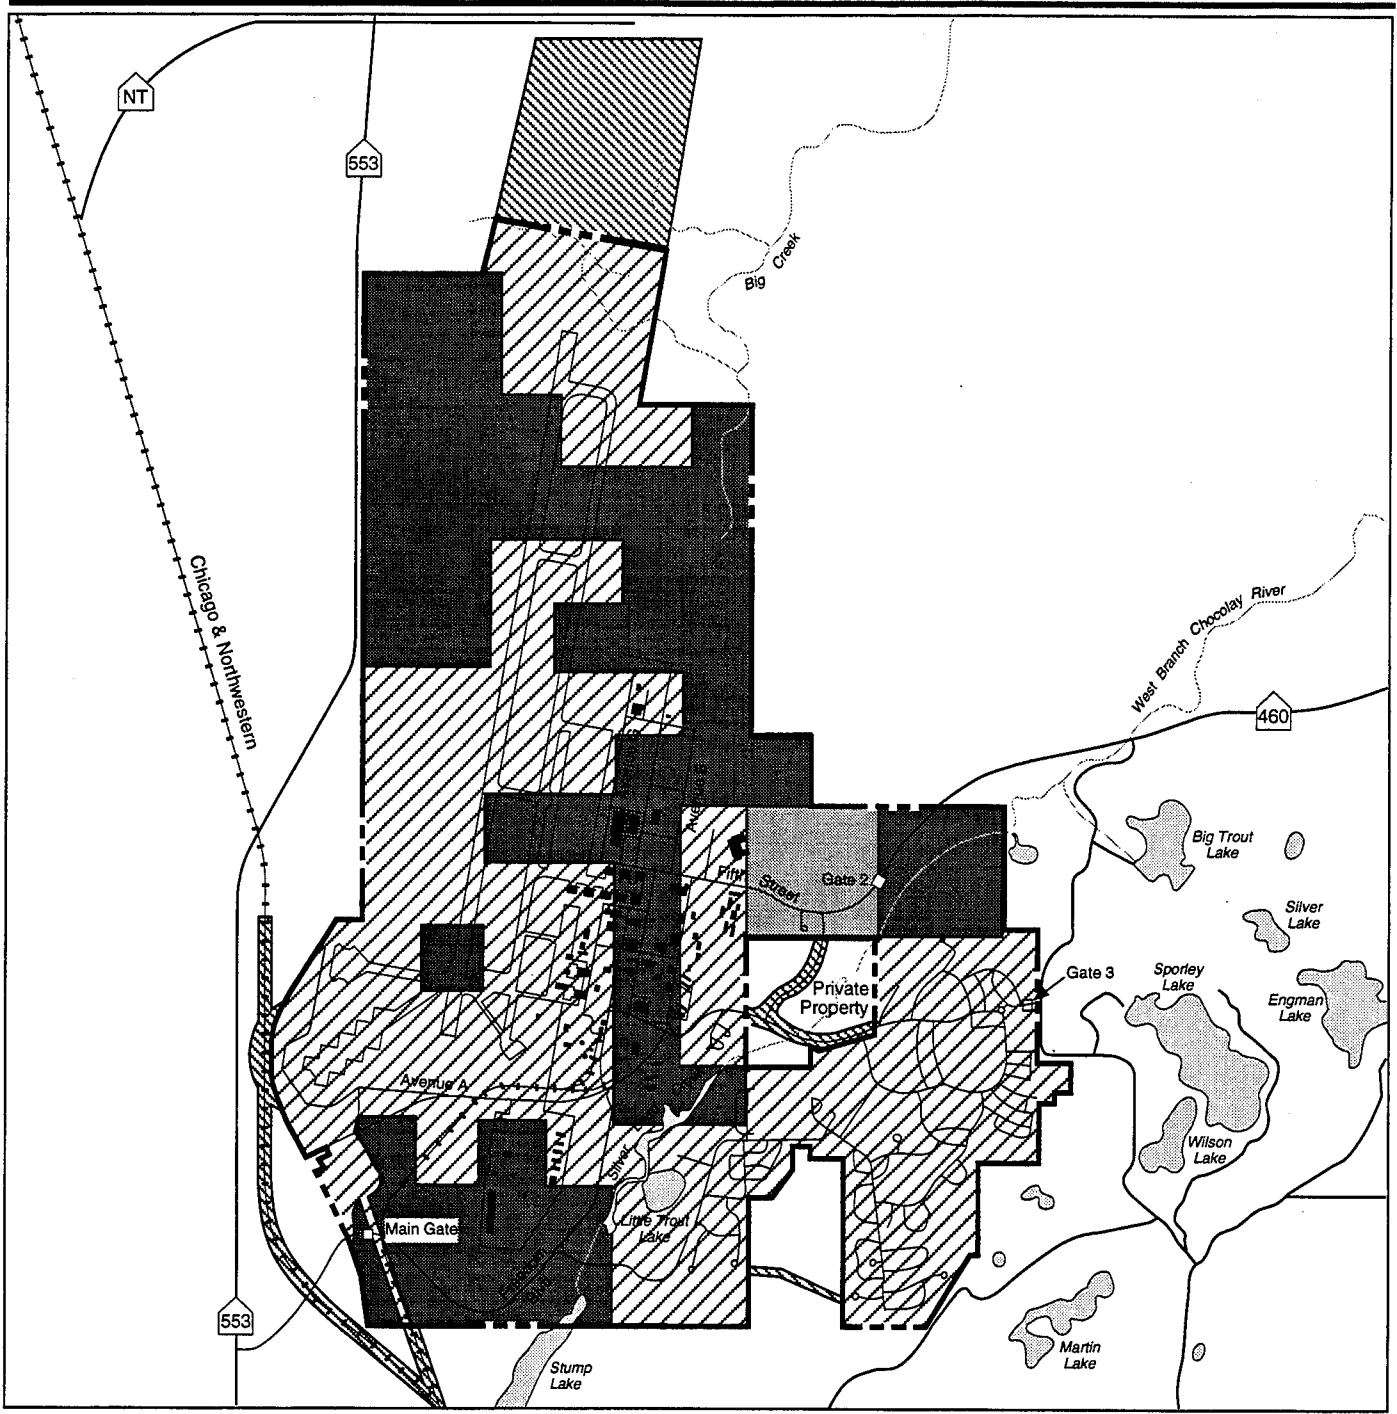 NT
553
Big Creek
Chicago & Northwestern
West Branch Chocolay River
460
Avenue
Big Trout
Lake
Fifth Street
Gate 2
Silver
Lake
Gate 3
Sporley
Lake
Engman
Lake
Private
Property
Avenue A
Silver
Wilson
Lake
Little Trout
Lake
Main Gate
553
Martin
Lake
Stump
Lake